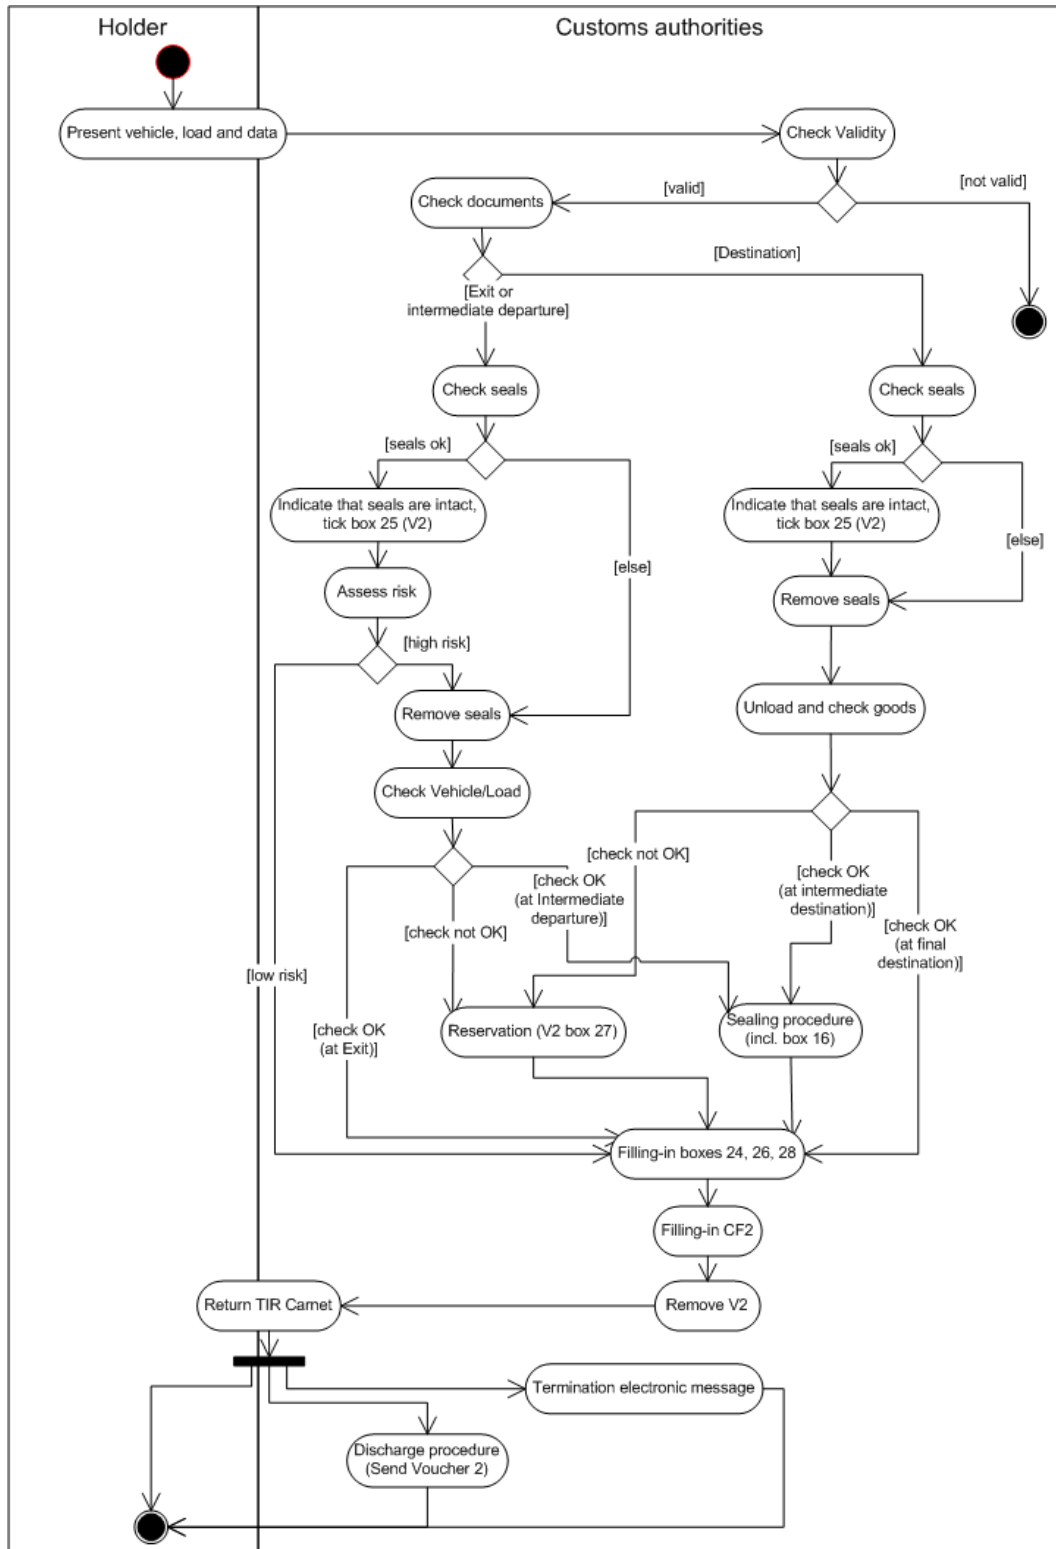 Holder
Customs authorities
Present vehicle, load and data
Check Validity
[valid]
[not valid]
Check documents
[Destination]
[Exit or
intermediate departure]
Check seals
Check seals
[seals ok]
[seals ok]
Indicate that seals are intact,
tick box 25 (V2)
Indicate that seals are intact,
tick box 25 (V2)
[else]
[else]
Assess risk
Remove seals
[high risk]
Remove seals
Unload and check goods
Check Vehicle/Load
[check not OK]
[check OK
(at Intermediate
departure)]
[check OK
(at intermediate
destination)]
[check not OK]
[check OK
(at final
destination)]
[low risk]
[check OK
(at Exit)]
Reservation (V2 box 27)
Sealing procedure
(incl. box 16)
Filling-in boxes 24, 26, 28
Filling-in CF2
Return TIR Carnet
Remove V2
Termination electronic message
Discharge procedure
(Send Voucher 2)